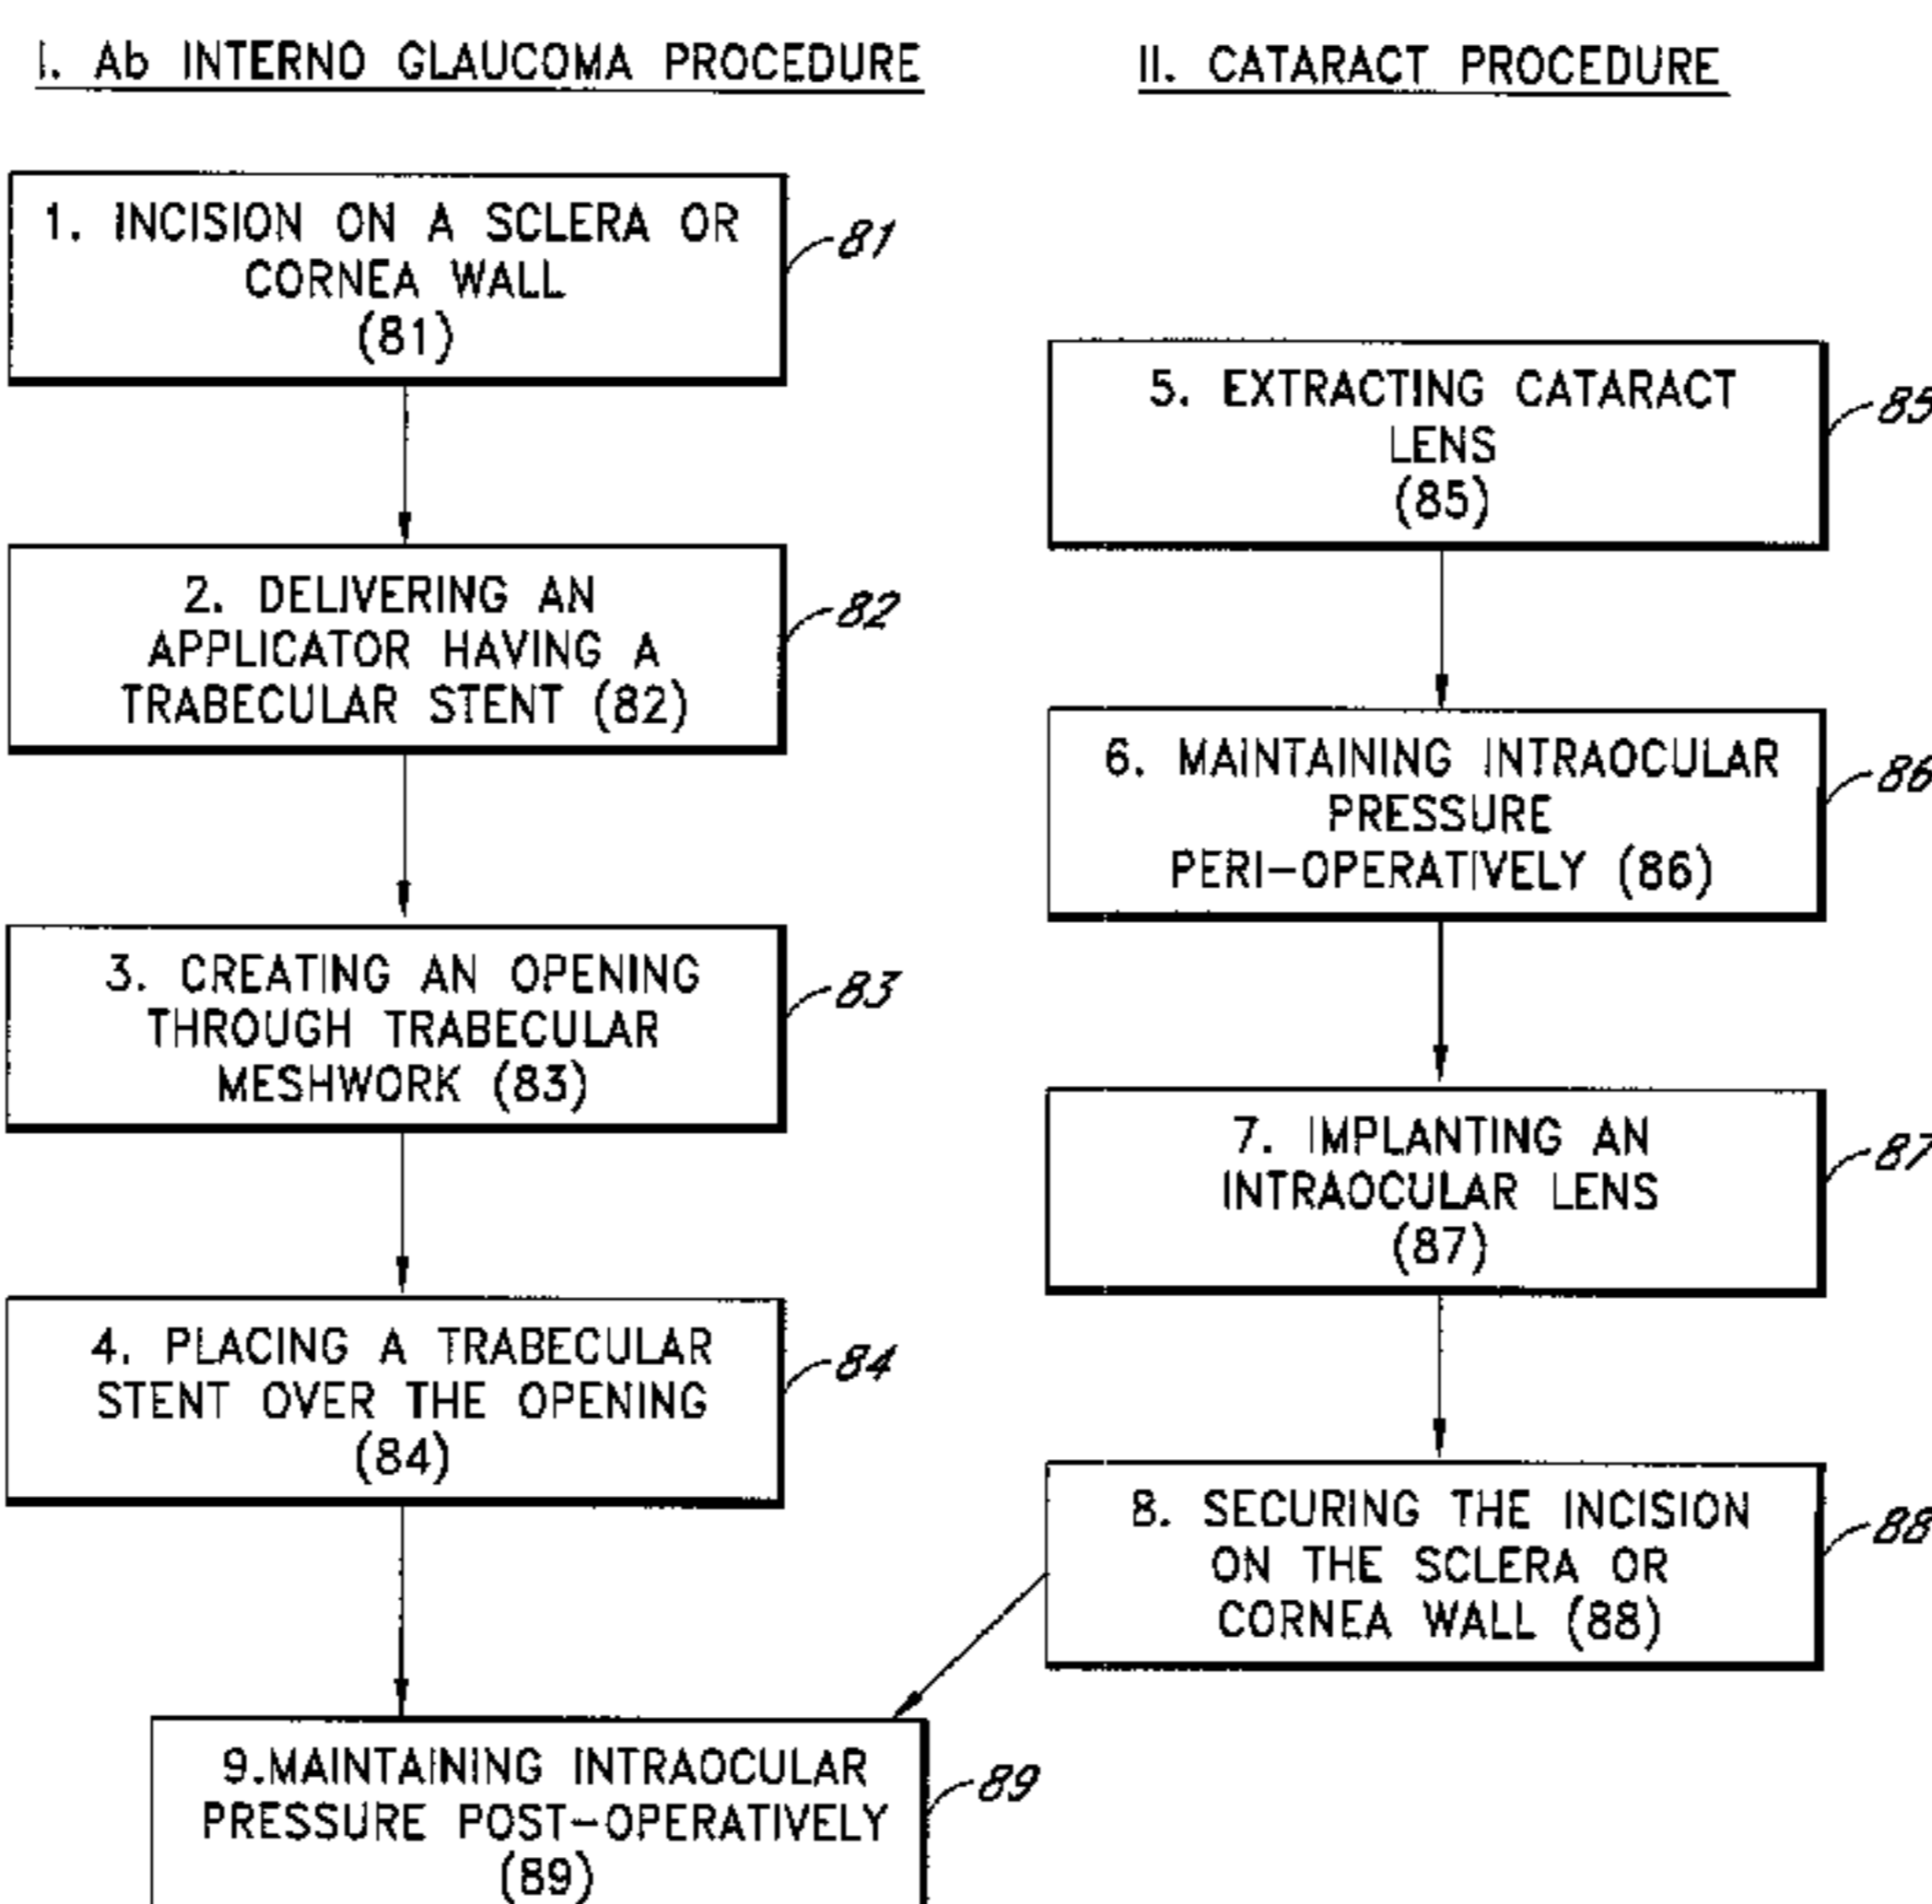 I. Ab INTERNO GLAUCOMA PROCEDURE
1. INCISION ON A SCLERA OR
CORNEA WALL
(81)
81
2. DELIVERING AN
APPLICATOR HAVING A
TRABECULAR STENT (82)
82
3. CREATING AN OPENING
THROUGH TRABECULAR
MESHWORK (83)
83
4. PLACING A TRABECULAR
STENT OVER THE OPENING
(84)
84
II. CATARACT PROCEDURE
5. EXTRACTING CATARACT
LENS
(85)
85
6. MAINTAINING INTRAOCULAR
PRESSURE
PERI-OPERATIVELY (86)
86
7. IMPLANTING AN
INTRAOCULAR LENS
(87)
87
8. SECURING THE INCISION
ON THE SCLERA OR
CORNEA WALL (88)
88
9.MAINTAINING INTRAOCULAR
PRESSURE POST-OPERATIVELY
(89)
89